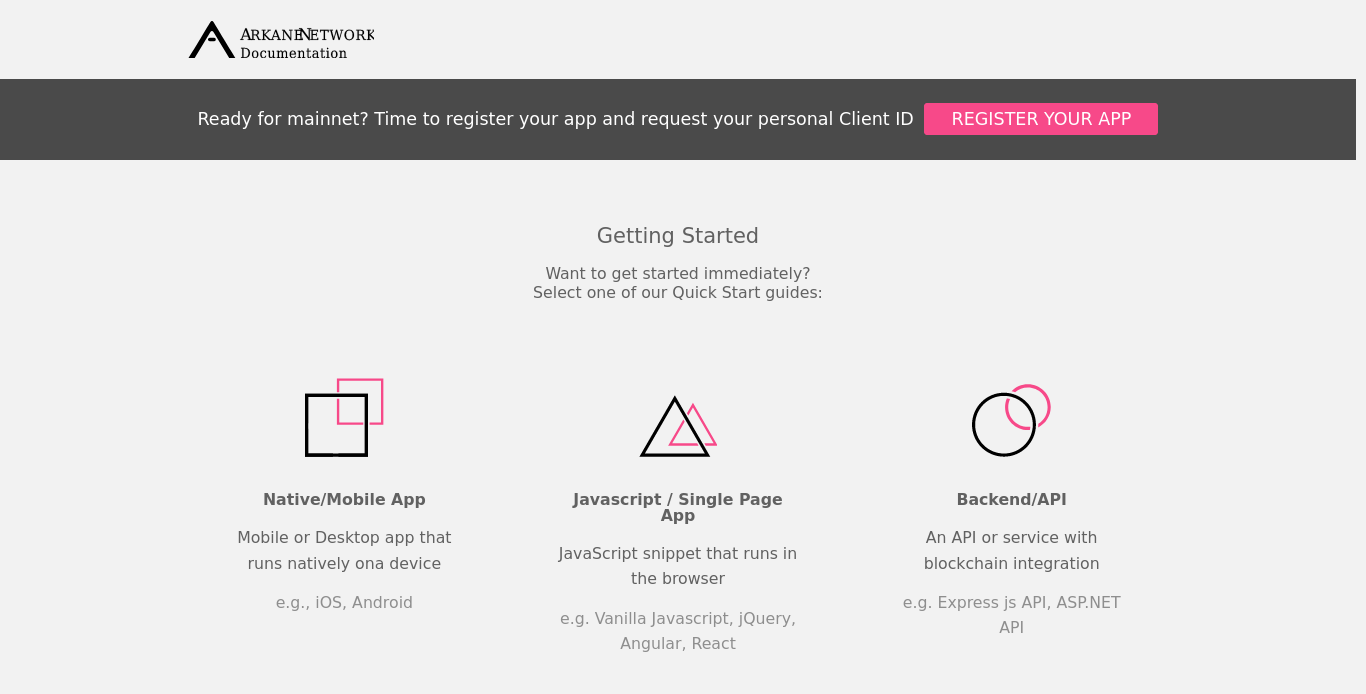 ARKANE NETWORK
Documentation
Ready for mainnet? Time to register your app and request your personal Client ID
REGISTER YOUR APP
Getting Started
Want to get started immediately?
Select one of our Quick Start guides:
Native/Mobile App
Mobile or Desktop app that
runs natively ona device
e.g., iOS, Android
Javascript / Single Page
App
JavaScript snippet that runs in
the browser
e.g. Vanilla Javascript, jQuery,
Angular, React
Backend/API
An API or service with
blockchain integration
e.g. Express js API, ASP.NET
API